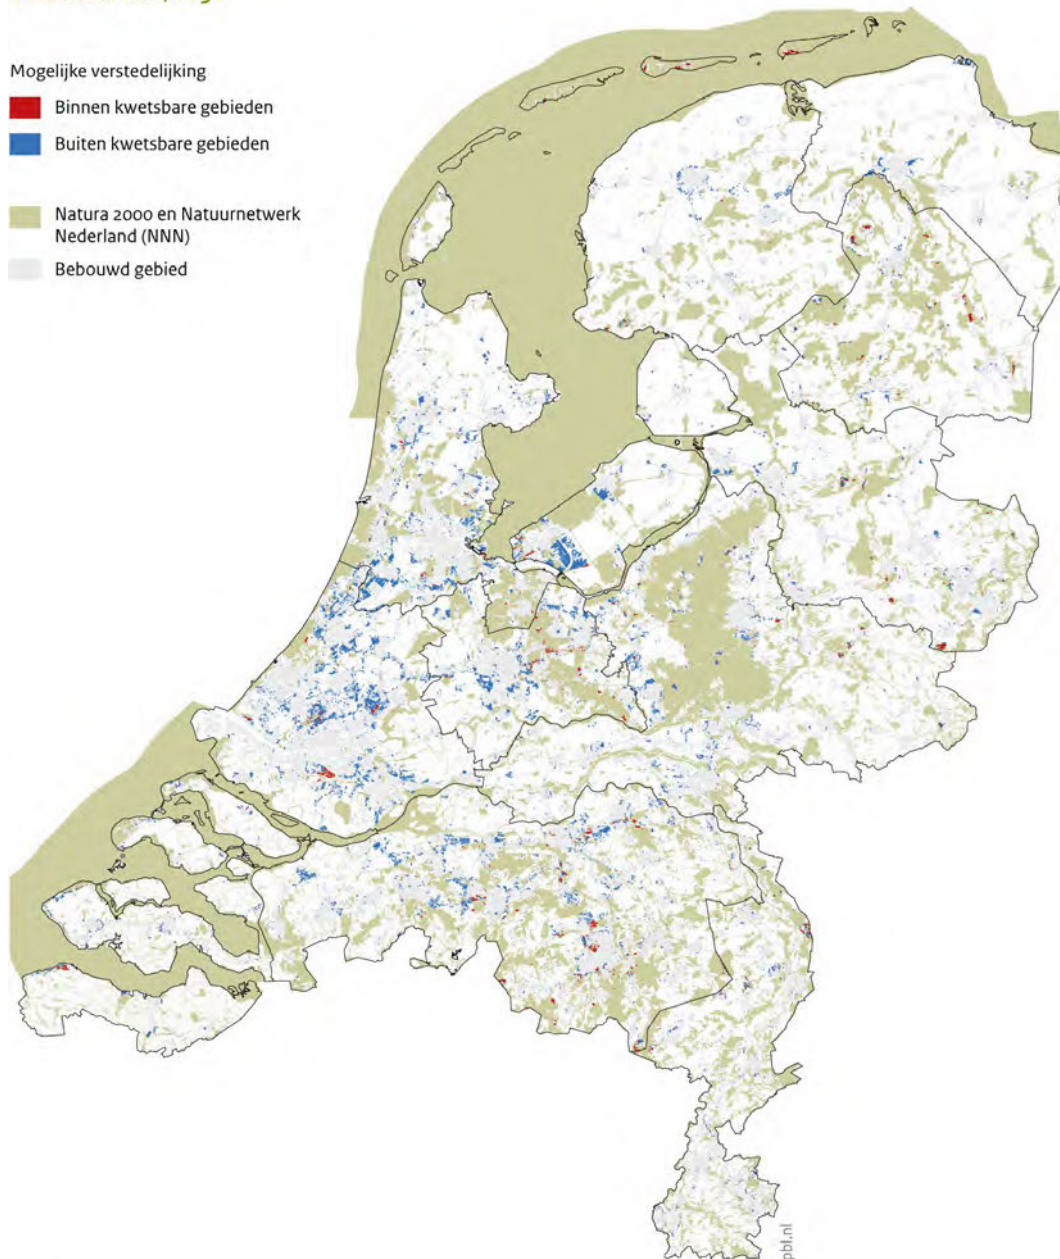 Mogelijke verstedelijking
Binnen kwetsbare gebieden
Buiten kwetsbare gebieden
Natura 2000 en Natuurnetwerk
Nederland (NNN)
Bebouwd gebied
pbl.nl